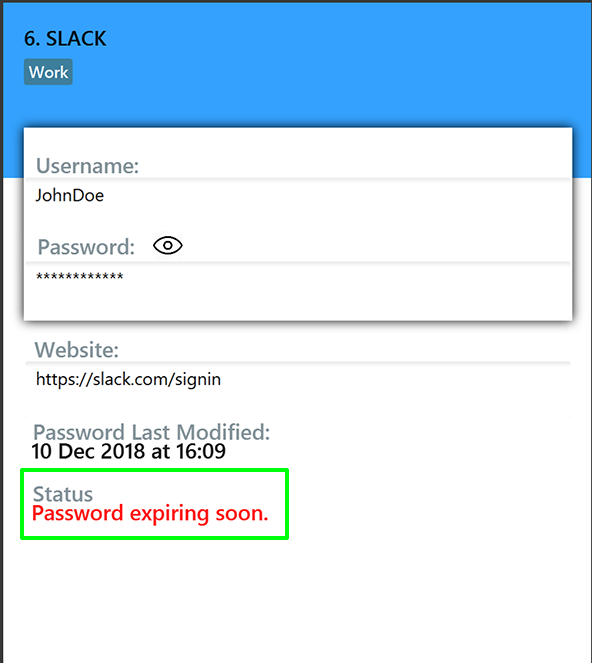 6. SLACK
Work
Username:
JohnDoe
Password:
************
Website:
https://slack.com/signin
Password Last Modified:
10 Dec 2018 at 16:09
Status
Password expiring soon.